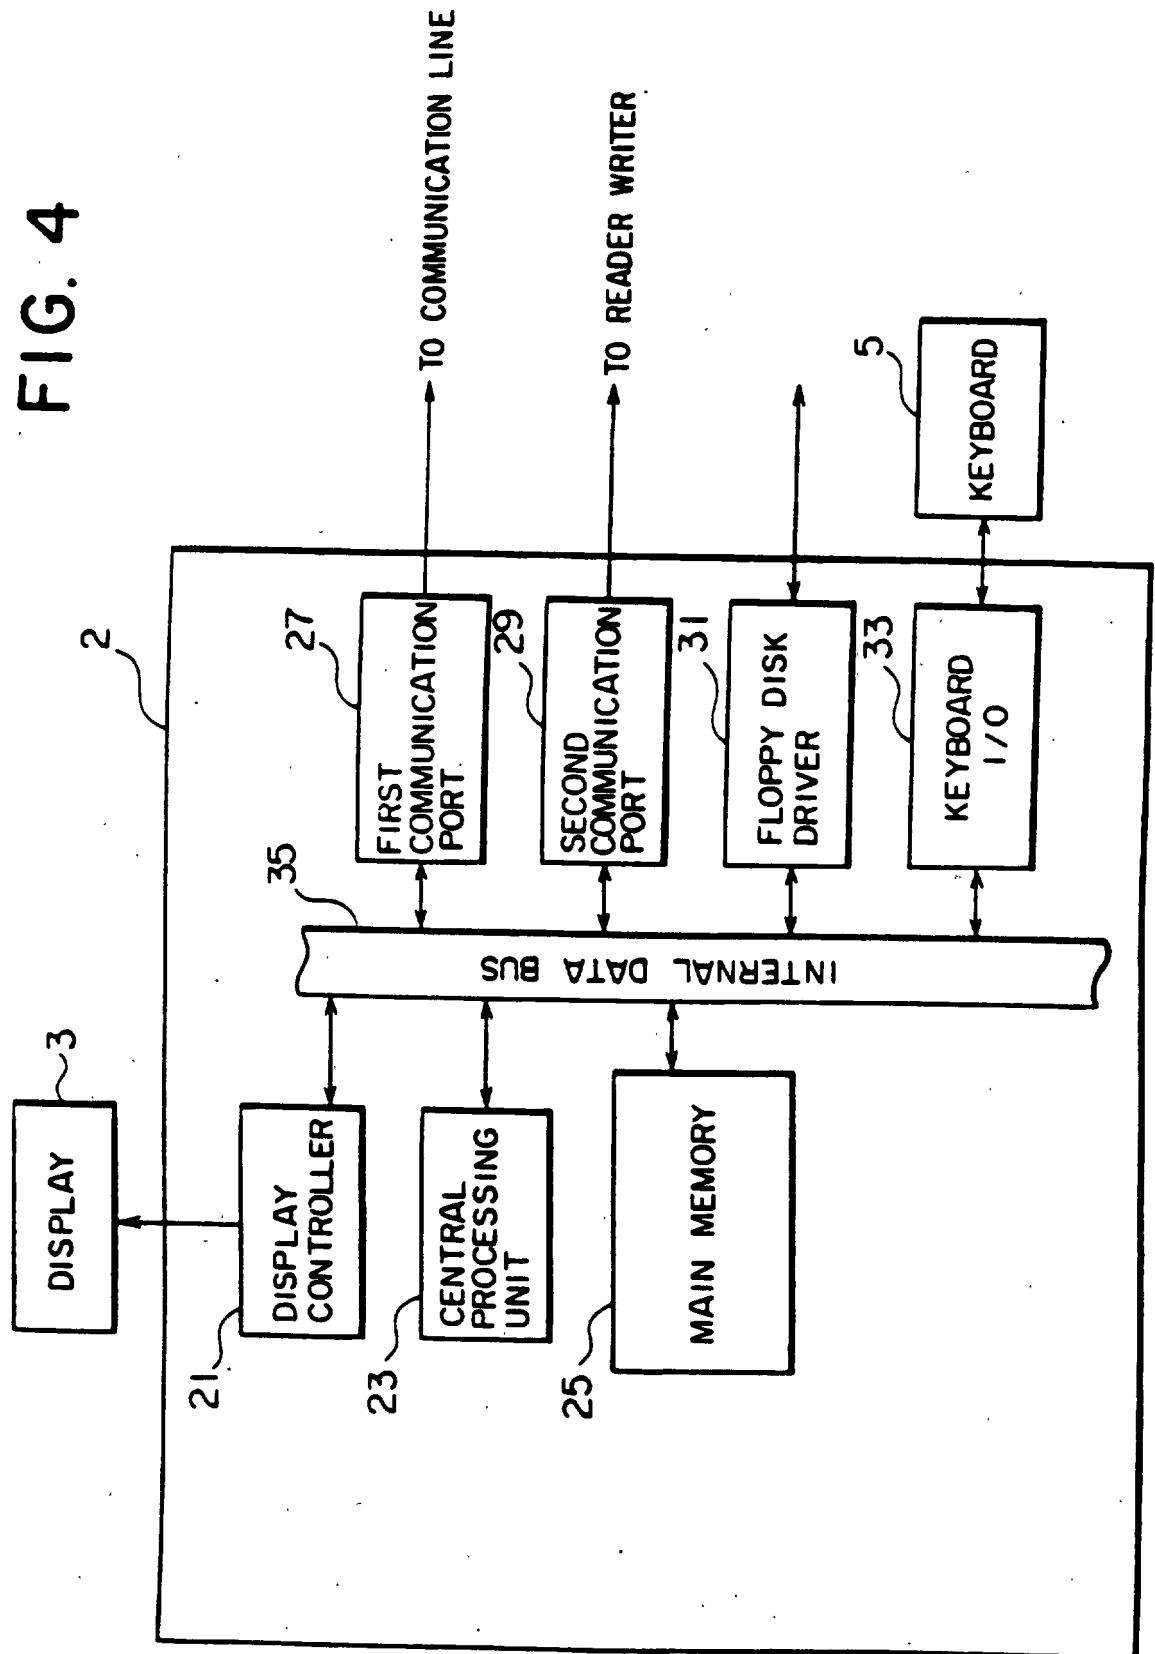 FIG. 4
DISPLAY
3
2
21
DISPLAY
CONTROLLER
23
CENTRAL
PROCESSING
UNIT
25
MAIN MEMORY
35
INTERNAL DATA BUS
27
FIRST
COMMUNICATION
PORT
TO COMMUNICATION LINE
29
SECOND
COMMUNICATION
PORT
TO READER WRITER
31
FLOPPY DISK
DRIVER
33
KEYBOARD
I/O
5
KEYBOARD